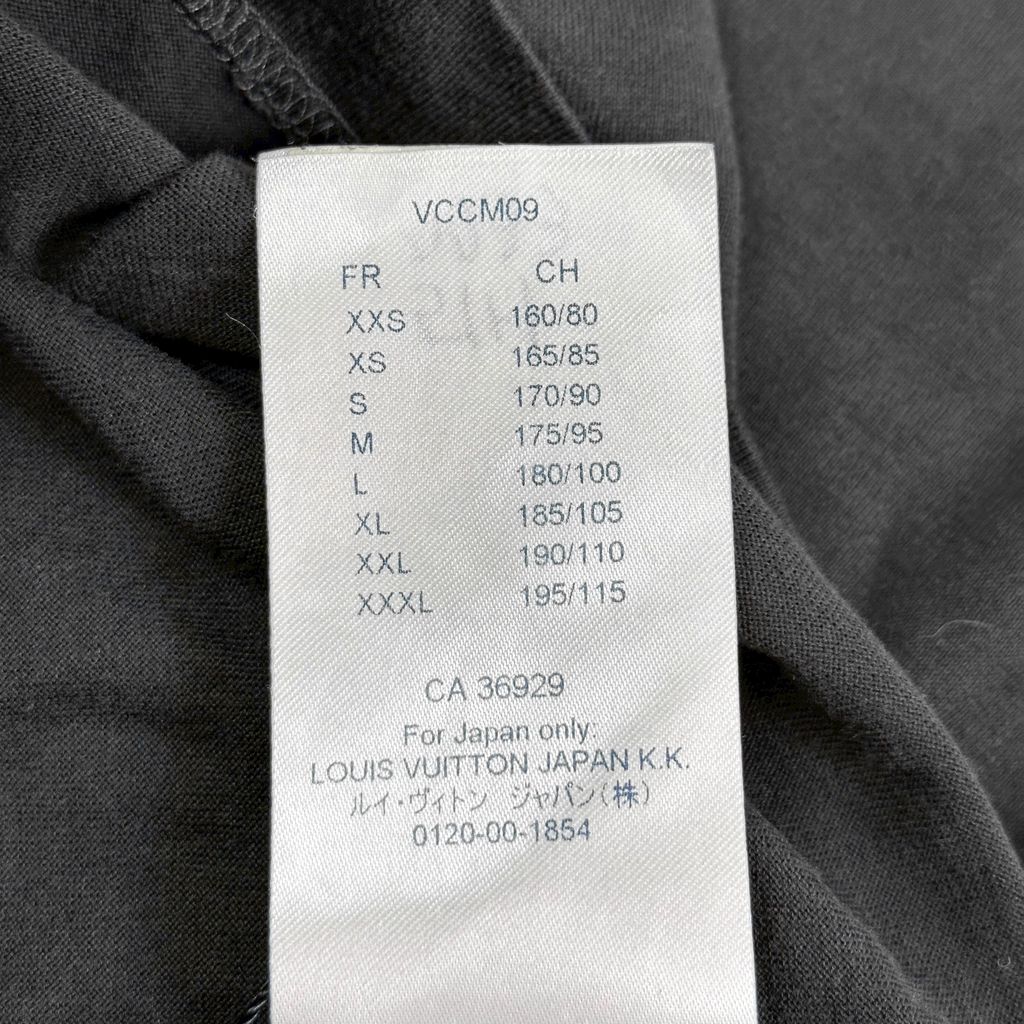 VCCM09
FR CH
XXS 160/80
XS 165/85
S 170/90
M 175/95
L 180/100
XL 185/105
XXL 190/110
XXXL 195/115
CA 36929
For Japan only:
LOUIS VUITTON JAPAN K.K.
ルイ・ヴィトン ジャパン(株)
0120-00-1854